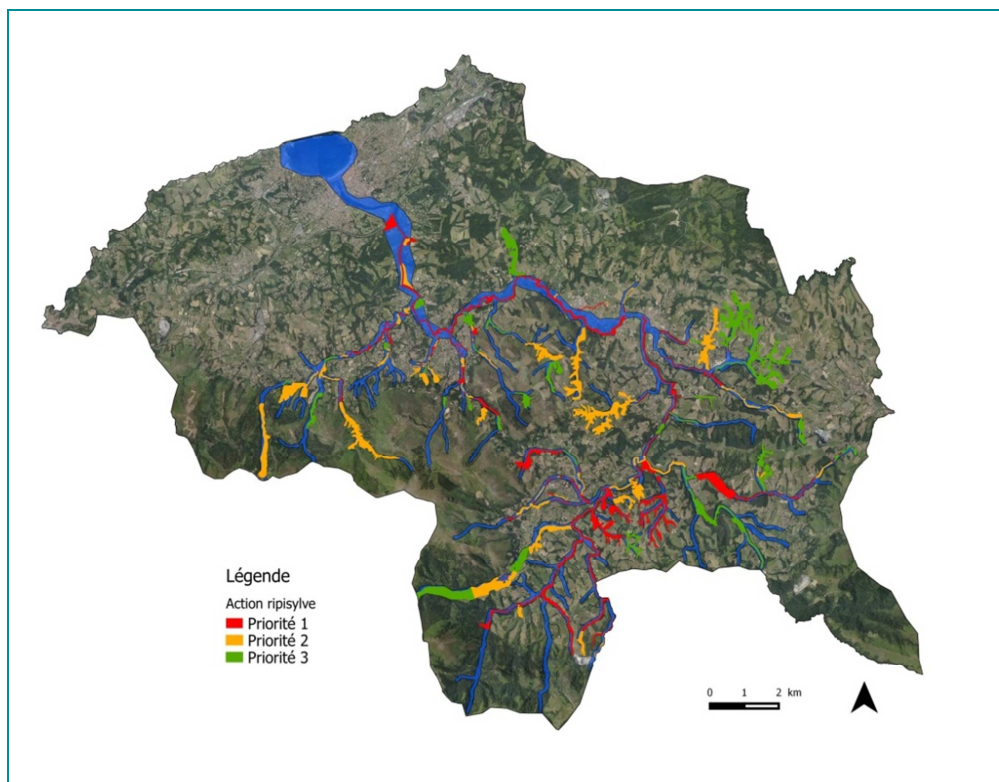 Légende
Action ripisylve
Priorité 1
Priorité 2
Priorité 3
0 1 2 km